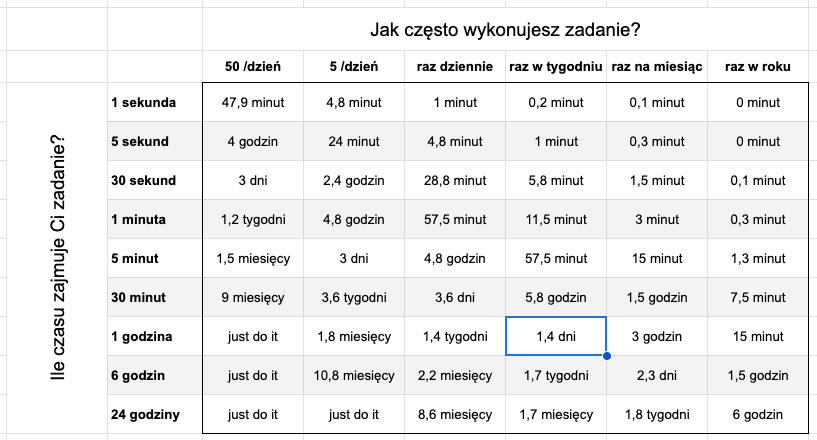 Jak często wykonujesz zadanie?
50 /dzień 5 /dzień raz dziennie raz w tygodniu raz na miesiąc raz w roku
Ile czasu zajmuje Ci zadanie?
1 sekunda 47,9 minut 4,8 minut 1 minut 0,2 minut 0,1 minut 0 minut
5 sekund 4 godzin 24 minut 4,8 minut 1 minut 0,3 minut 0 minut
30 sekund 3 dni 2,4 godzin 28,8 minut 5,8 minut 1,5 minut 0,1 minut
1 minuta 1,2 tygodni 4,8 godzin 57,5 minut 11,5 minut 3 minut 0,3 minut
5 minut 1,5 miesięcy 3 dni 4,8 godzin 57,5 minut 15 minut 1,3 minut
30 minut 9 miesięcy 3,6 tygodni 3,6 dni 5,8 godzin 1,5 godzin 7,5 minut
1 godzina just do it 1,8 miesięcy 1,4 tygodni 1,4 dni 3 godzin 15 minut
6 godzin just do it 10,8 miesięcy 2,2 miesięcy 1,7 tygodni 2,3 dni 1,5 godzin
24 godziny just do it just do it 8,6 miesięcy 1,7 miesięcy 1,8 tygodni 6 godzin